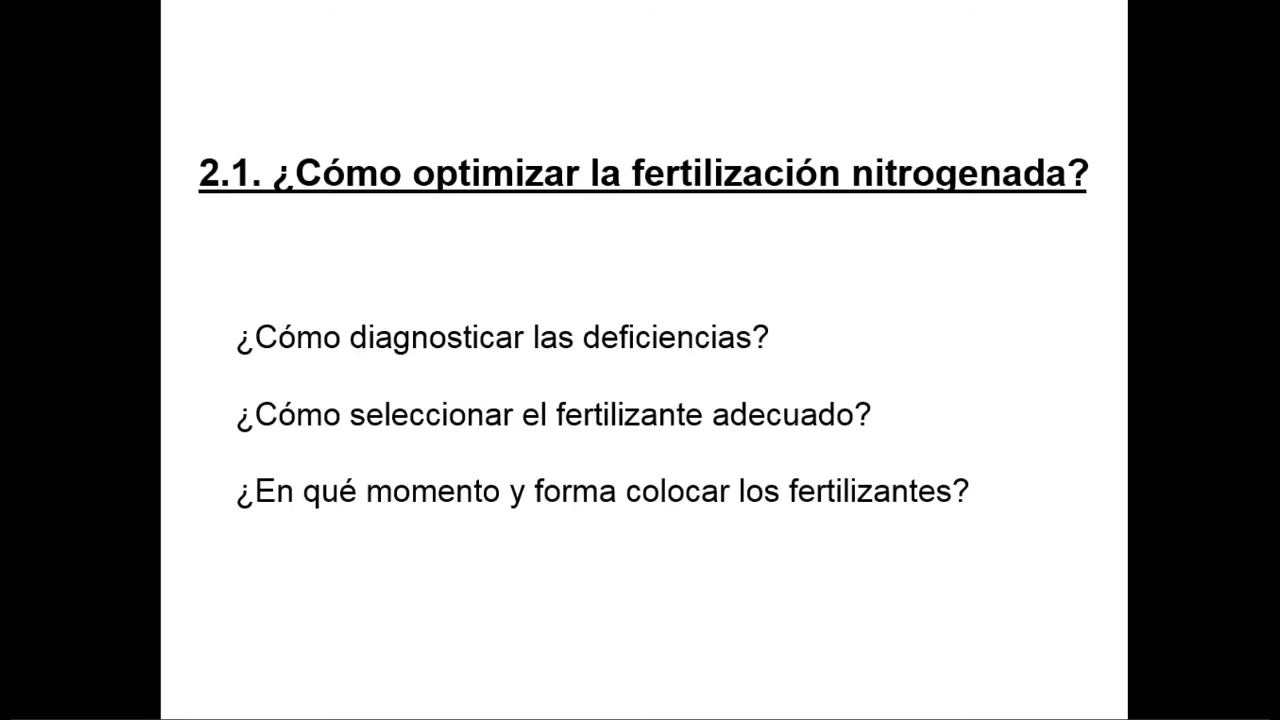 2.1. ¿Cómo optimizar la fertilización nitrogenada?
¿Cómo diagnosticar las deficiencias?
¿Cómo seleccionar el fertilizante adecuado?
¿En qué momento y forma colocar los fertilizantes?